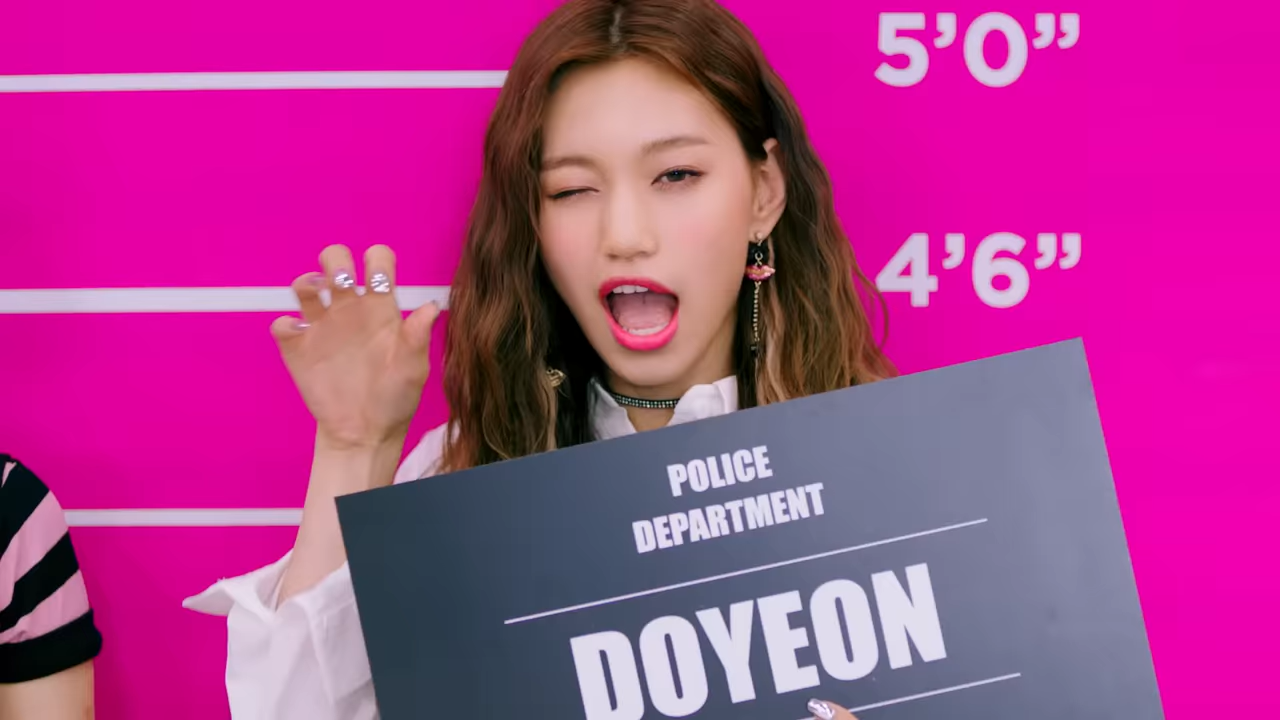 5’0”
4’6”
POLICE
DEPARTMENT
DOYEON